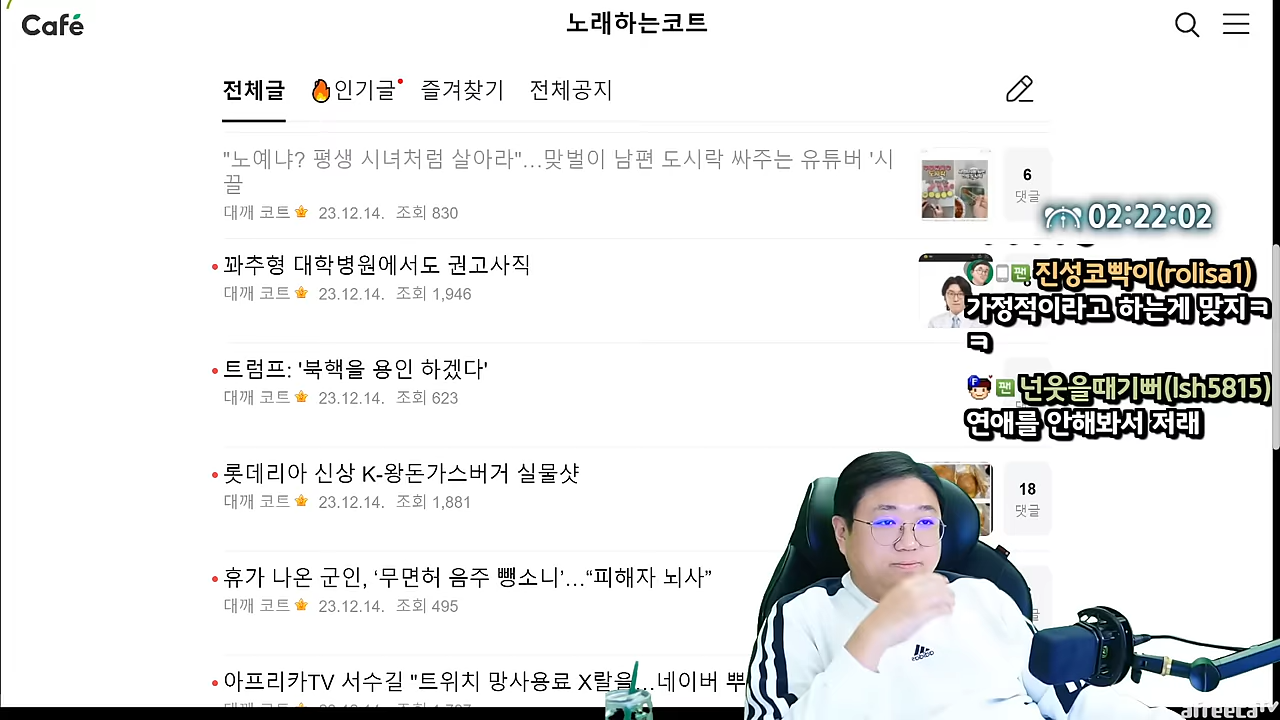 Café
노래하는코트
전체글
인기글
즐겨찾기
전체공지
"노예냐? 평생 시녀처럼 살아라"...맞벌이 남편 도시락 싸주는 유튜버 '시
끌
대깨 코트 23.12.14. 조회 830
6
댓글
02:22:02
꽈추형 대학병원에서도 권고사직
대깨 코트 23.12.14. 조회 1,946
팬 진성코빡이(rolisa1)
가정적이라고 하는게 맞지ㅋ
ㅋ
트럼프: '북핵을 용인 하겠다'
대깨 코트 23.12.14. 조회 623
팬 넌웃을때기뻐(lsh5815)
연애를 안해봐서 저래
롯데리아 신상 K-왕돈가스버거 실물샷
대깨 코트 23.12.14. 조회 1,881
18
댓글
휴가 나온 군인, ‘무면허 음주 뺑소니’…“피해자 뇌사”
대깨 코트 23.12.14. 조회 495
글
아프리카TV 서수길 "트위치 망사용료 X랄을...네이버 뿌
adidas
afreecaTV